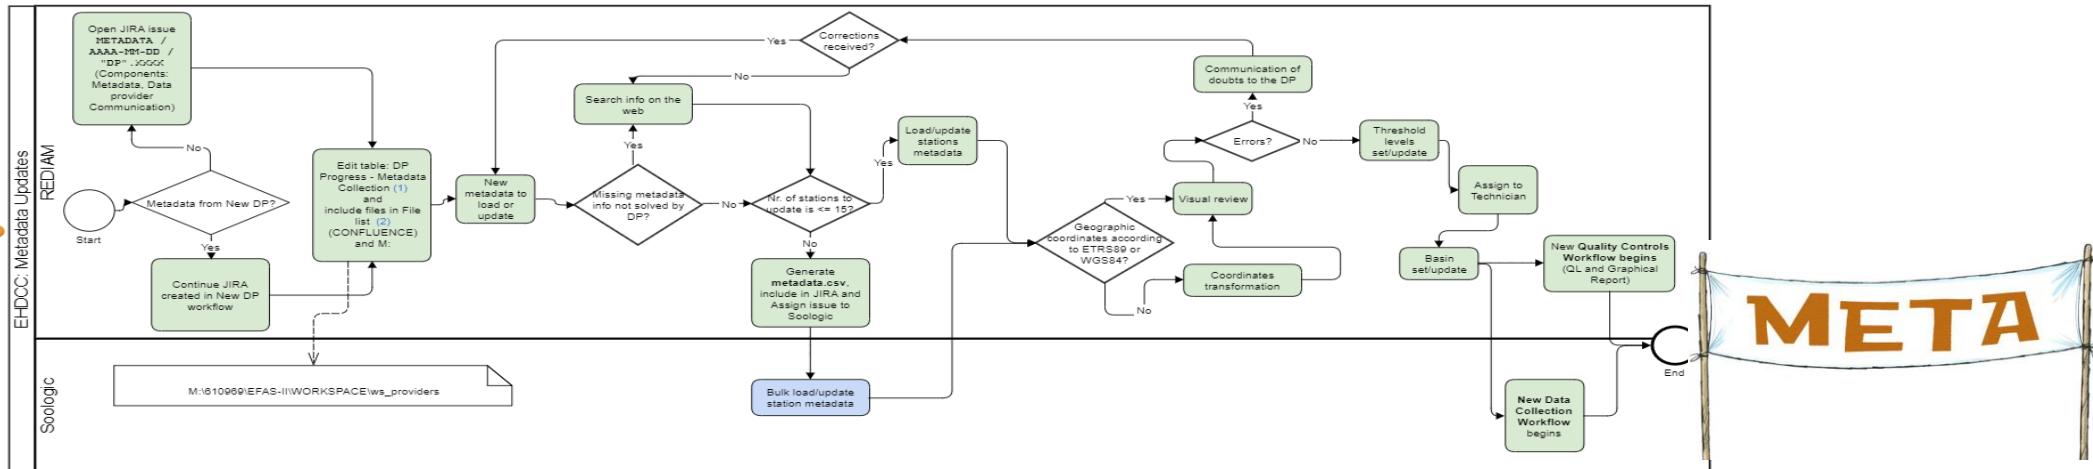 EHDCC: Metadata Updates
REDIAM
Soologic
Start
Metadata from New DP?
No
Yes
Open JIRA issue
METADATA /
AAAA-MM-DD /
"DP".
(Components:
Metadata, Data
provider
Communication)
Continue JIRA
created in New DP
workflow
Edit table: DP
Progress - Metadata
Collection (1)
and
include files in File
list (2)
(CONFLUENCE)
and M:
M:\610969\EFAS-II\WORKSPACE\ws_providers
New
metadata to
load or
update
Missing metadata
info not solved by
DP?
Yes
No
Search info on the
web
Corrections
received?
Yes
No
Nr. of stations to
update is <= 15?
Yes
No
Load/update
stations
metadata
Generate
metadata.csv,
include in JIRA and
Assign issue to
Soologic
Bulk load/update
station metadata
Geographic
coordinates according
to ETRS89 or
WGS84?
Yes
No
Coordinates
transformation
Visual review
Errors?
Yes
No
Communication of
doubts to the DP
Threshold
levels
set/update
Assign to
Technician
Basin
set/update
New Quality Controls
Workflow begins
(QL and Graphical
Report)
New Data
Collection
Workflow
begins
End
META